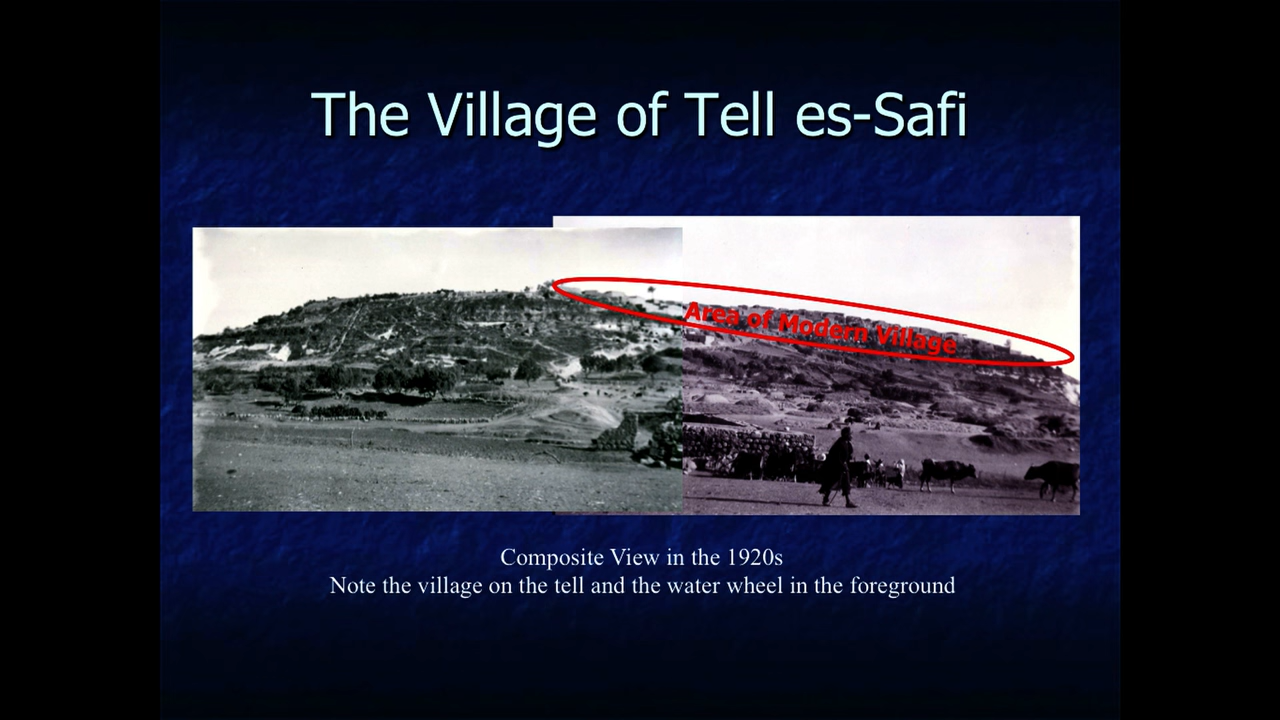 The Village of Tell es-Safi
Area of Modern Village
Composite View in the 1920s
Note the village on the tell and the water wheel in the foreground